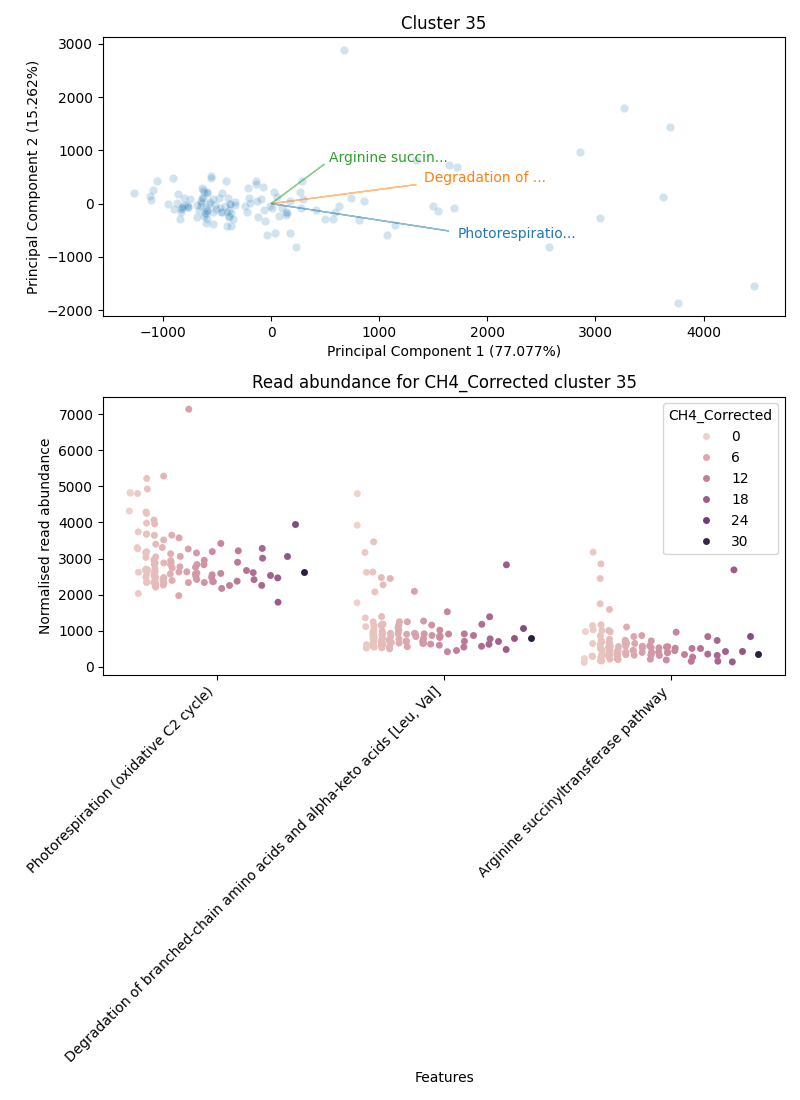 Cluster 35
3000
2000
1000
0
−1000
−2000
Principal Component 2 (15.262%)
Arginine succin...
Degradation of ...
Photorespiratio...
−1000
0
1000
2000
3000
4000
Principal Component 1 (77.077%)
Read abundance for CH4_Corrected cluster 35
7000
6000
5000
4000
3000
2000
1000
0
Normalised read abundance
CH4_Corrected
0
6
12
18
24
30
Photorespiration (oxidative C2 cycle)
Degradation of branched-chain amino acids and alpha-keto acids [Leu, Val]
Arginine succinyltransferase pathway
Features